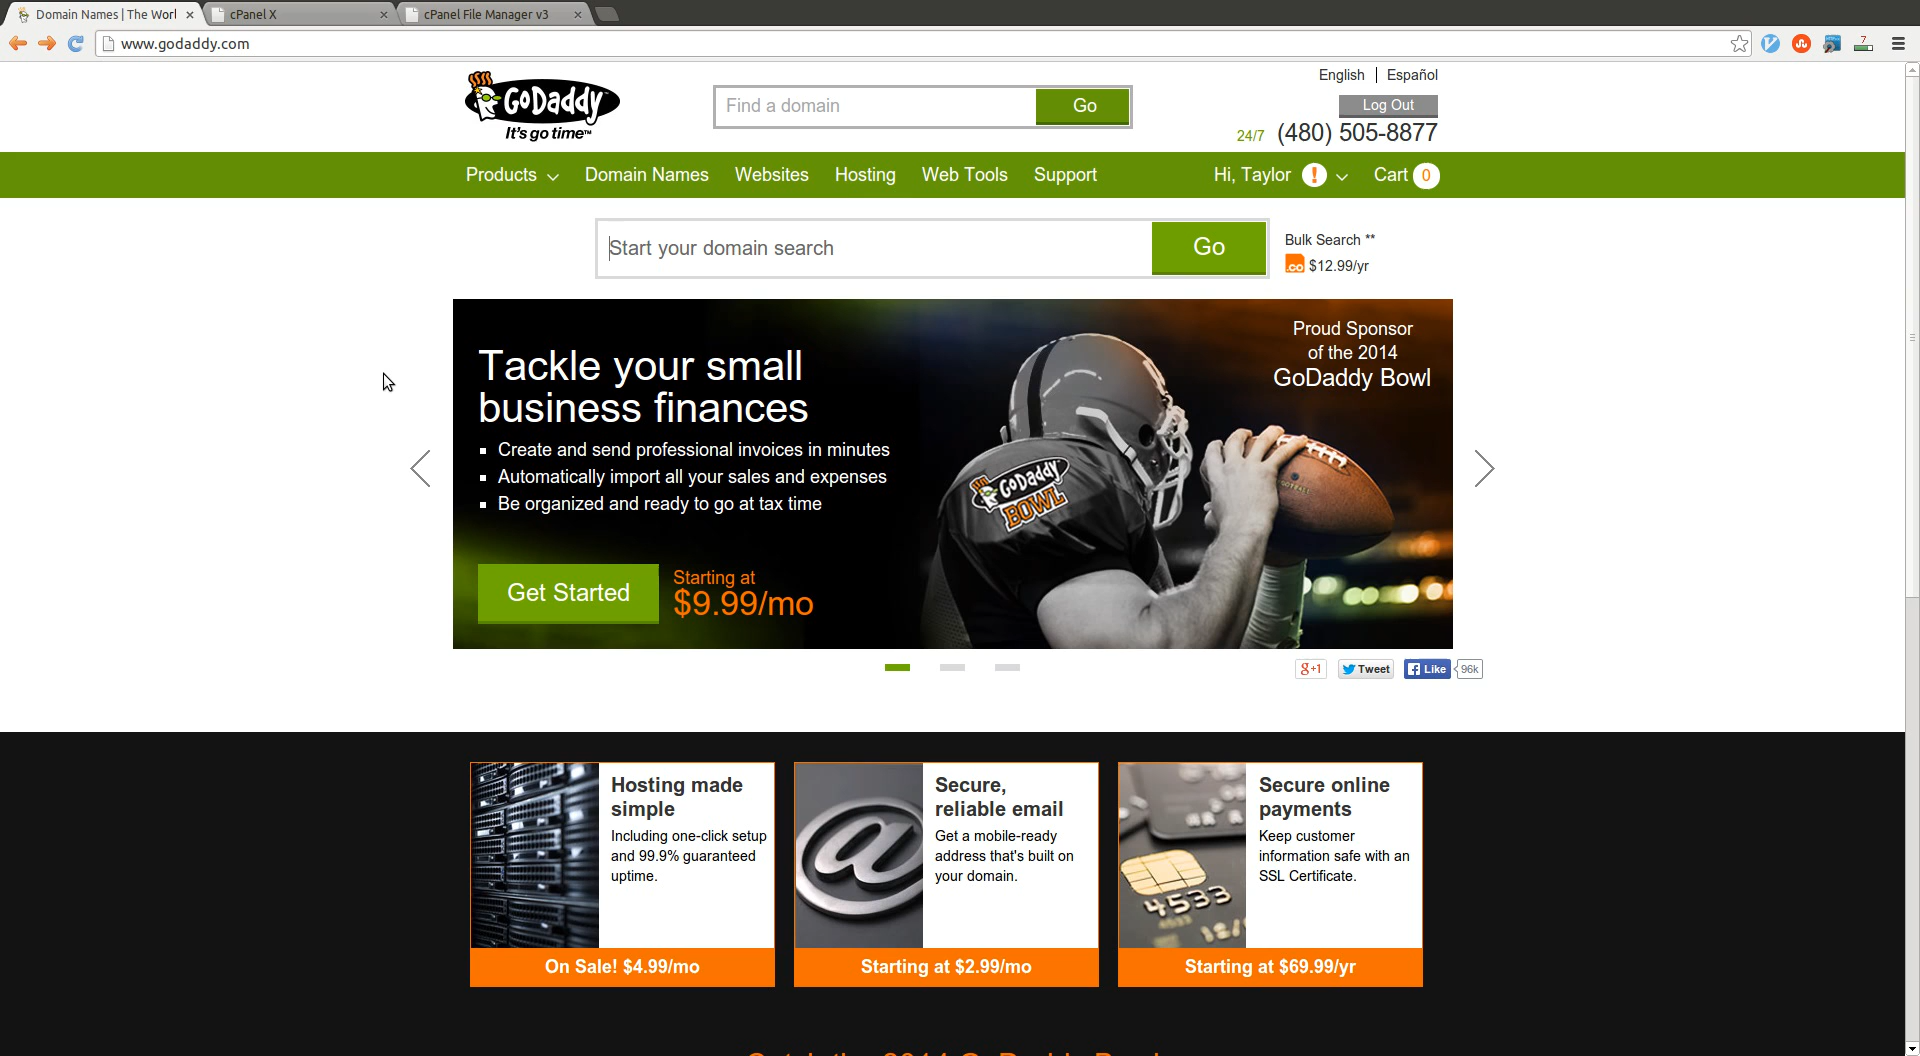 Domain Names | The Worl
cPanel X
cPanel File Manager v3
www.godaddy.com
7
English | Español
GoDaddy
It's go time™
Find a domain
Go
Log Out
24/7 (480) 505-8877
Products
Domain Names
Websites
Hosting
Web Tools
Support
Hi, Taylor !
Cart 0
Start your domain search
Go
Bulk Search **
.co $12.99/yr
Tackle your small
business finances
Create and send professional invoices in minutes
Automatically import all your sales and expenses
Be organized and ready to go at tax time
Get Started
Starting at
$9.99/mo
Proud Sponsor
of the 2014
GoDaddy Bowl
GoDaddy
BOWL
g+1
Tweet
Like
96k
Hosting made
simple
Including one-click setup
and 99.9% guaranteed
uptime.
On Sale! $4.99/mo
@
Secure,
reliable email
Get a mobile-ready
address that's built on
your domain.
Starting at $2.99/mo
4533
Secure online
payments
Keep customer
information safe with an
SSL Certificate.
Starting at $69.99/yr